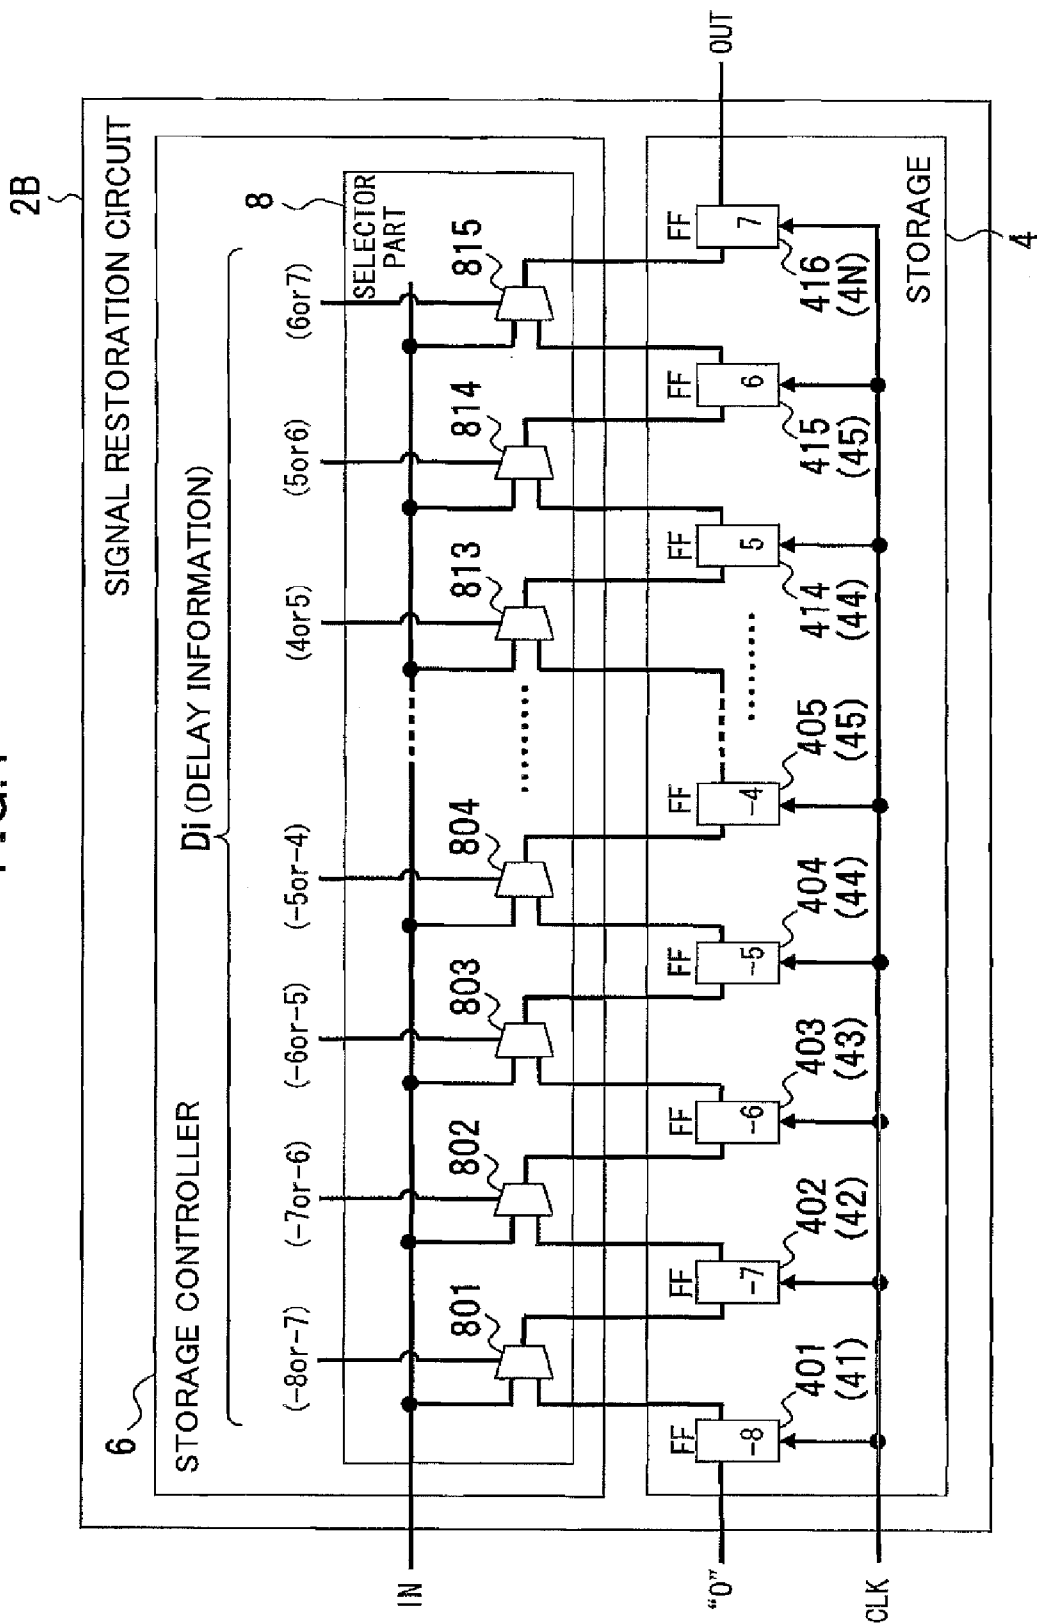 2B
SIGNAL RESTORATION CIRCUIT
6
STORAGE CONTROLLER
Di (DELAY INFORMATION)
(-8or-7)
(-7or-6)
(-6or-5)
(-5or-4)
(4or5)
(5or6)
(6or7)
8
SELECTOR
PART
IN
801
802
803
804
813
814
815
FF
FF
FF
FF
FF
FF
FF
FF
"0"
-8
-7
-6
-5
-4
5
6
7
OUT
401
(41)
402
(42)
403
(43)
404
(44)
405
(45)
414
(44)
415
(45)
416
(4N)
CLK
STORAGE
4